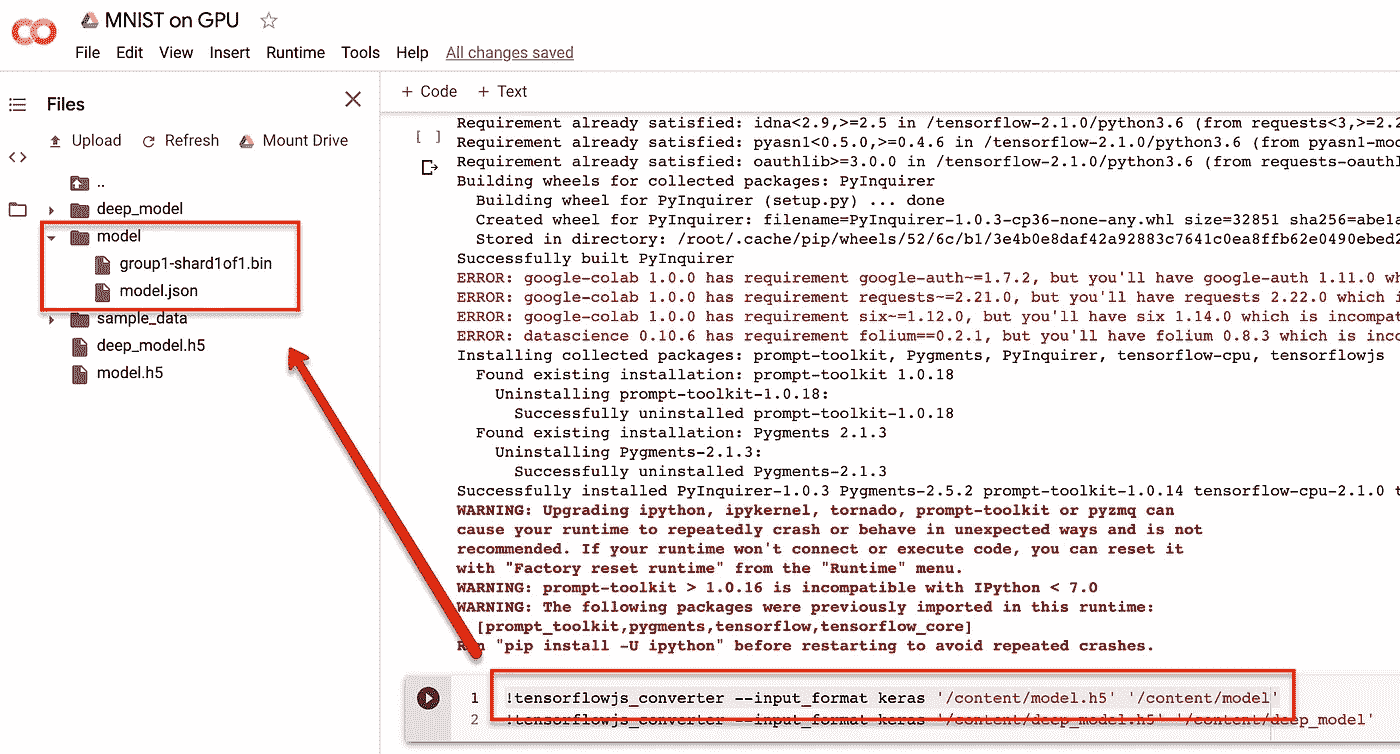 MNIST on GPU
File Edit View Insert Runtime Tools Help All changes saved
Files
Upload Refresh Mount Drive
..
deep_model
model
group1-shard1of1.bin
model.json
sample_data
deep_model.h5
model.h5
+ Code + Text
[ ]
Requirement already satisfied: idna<2.9,>=2.5 in /tensorflow-2.1.0/python3.6 (from requests<3,>=2.2
Requirement already satisfied: pyasn1<0.5.0,>=0.4.6 in /tensorflow-2.1.0/python3.6 (from pyasn1-mod
Requirement already satisfied: oauthlib>=3.0.0 in /tensorflow-2.1.0/python3.6 (from requests-oauthl
Building wheels for collected packages: PyInquirer
Building wheel for PyInquirer (setup.py) ... done
Created wheel for PyInquirer: filename=PyInquirer-1.0.3-cp36-none-any.whl size=32851 sha256=abe1a
Stored in directory: /root/.cache/pip/wheels/52/6c/b1/3e4b0e8daf42a92883c7641c0ea8ffb62e0490ebed2
Successfully built PyInquirer
ERROR: google-colab 1.0.0 has requirement google-auth~=1.7.2, but you'll have google-auth 1.11.0 wh
ERROR: google-colab 1.0.0 has requirement requests~=2.21.0, but you'll have requests 2.22.0 which i
ERROR: google-colab 1.0.0 has requirement six~=1.12.0, but you'll have six 1.14.0 which is incompat
ERROR: datascience 0.10.6 has requirement folium==0.2.1, but you'll have folium 0.8.3 which is inco
Installing collected packages: prompt-toolkit, Pygments, PyInquirer, tensorflow-cpu, tensorflowjs
Found existing installation: prompt-toolkit 1.0.18
Uninstalling prompt-toolkit-1.0.18:
Successfully uninstalled prompt-toolkit-1.0.18
Found existing installation: Pygments 2.1.3
Uninstalling Pygments-2.1.3:
Successfully uninstalled Pygments-2.1.3
Successfully installed PyInquirer-1.0.3 Pygments-2.5.2 prompt-toolkit-1.0.14 tensorflow-cpu-2.1.0 t
WARNING: Upgrading ipython, ipykernel, tornado, prompt-toolkit or pyzmq can
cause your runtime to repeatedly crash or behave in unexpected ways and is not
recommended. If your runtime won't connect or execute code, you can reset it
with "Factory reset runtime" from the "Runtime" menu.
WARNING: prompt-toolkit > 1.0.16 is incompatible with IPython < 7.0
WARNING: The following packages were previously imported in this runtime:
[prompt_toolkit,pygments,tensorflow,tensorflow_core]
Run "pip install -U ipython" before restarting to avoid repeated crashes.
1 !tensorflowjs_converter --input_format keras '/content/model.h5' '/content/model'
2 !tensorflowjs_converter --input_format keras '/content/deep_model.h5' '/content/deep_model'